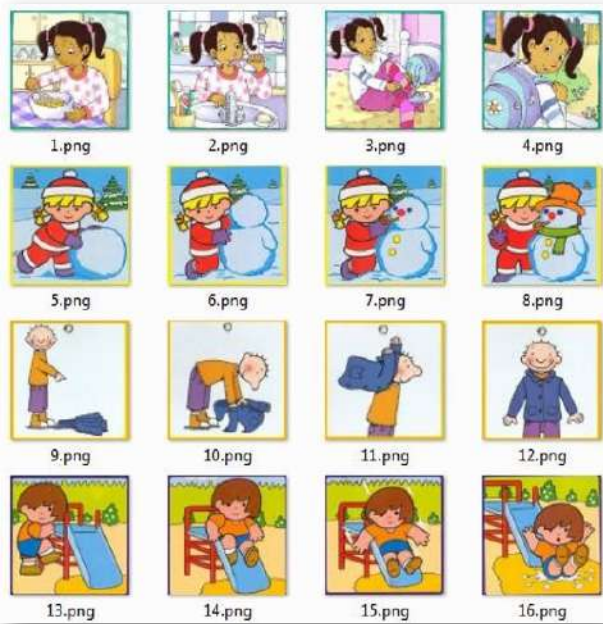 1.png 2.png 3.png 4.png
5.png 6.png 7.png 8.png
9.png 10.png 11.png 12.png
13.png 14.png 15.png 16.png